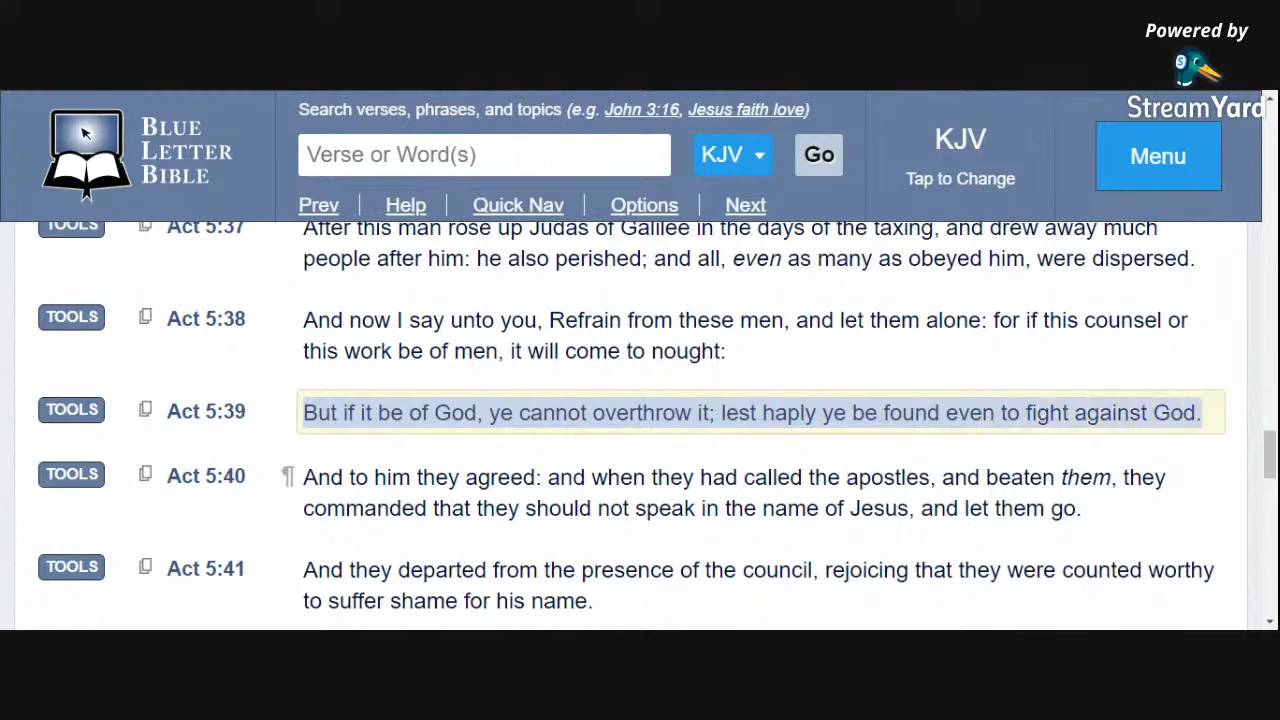 Powered by
StreamYard
BLUE
LETTER
BIBLE
Search verses, phrases, and topics (e.g. John 3:16, Jesus faith love)
Verse or Word(s)
KJV
Go
KJV
Tap to Change
Menu
Prev
Help
Quick Nav
Options
Next
TOOLS Act 5:37 After this man rose up Judas of Galilee in the days of the taxing, and drew away much
people after him: he also perished; and all, even as many as obeyed him, were dispersed.
TOOLS Act 5:38 And now I say unto you, Refrain from these men, and let them alone: for if this counsel or
this work be of men, it will come to nought:
TOOLS Act 5:39 But if it be of God, ye cannot overthrow it; lest haply ye be found even to fight against God.
TOOLS Act 5:40 ¶ And to him they agreed: and when they had called the apostles, and beaten them, they
commanded that they should not speak in the name of Jesus, and let them go.
TOOLS Act 5:41 And they departed from the presence of the council, rejoicing that they were counted worthy
to suffer shame for his name.